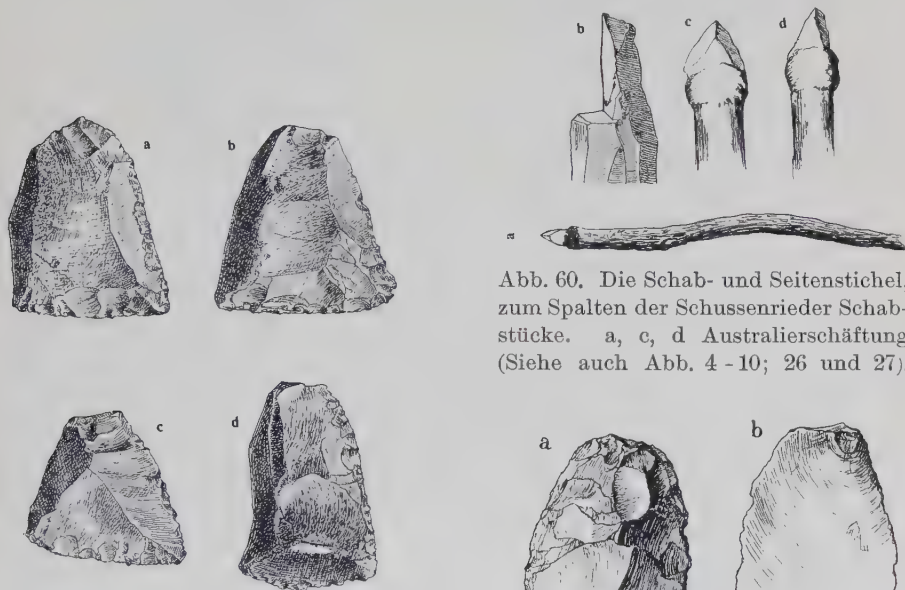 a
b
c
d
b
c
d
a
Abb. 60. Die Schab- und Seitenstichel,
zum Spalten der Schussenrieder Schab-
stücke. a, c, d Australierschäftung
(Siehe auch Abb. 4 - 10; 26 und 27)
a
b